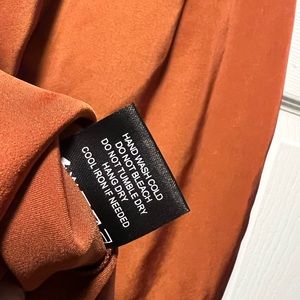 HAND WASH COLD
DO NOT BLEACH
DO NOT TUMBLE DRY
HANG DRY
COOL IRON IF NEEDED